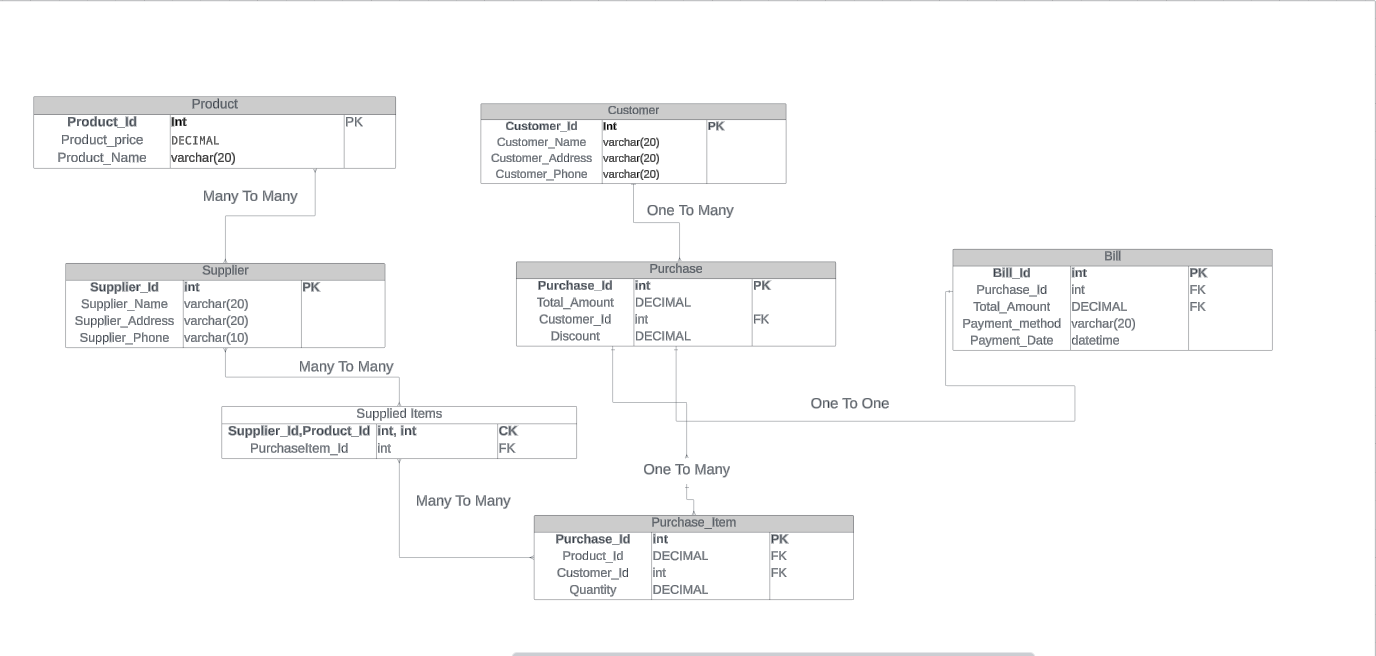 Product
Product_Id Int PK
Product_price DECIMAL
Product_Name varchar(20)
Customer
Customer_Id Int PK
Customer_Name varchar(20)
Customer_Address varchar(20)
Customer_Phone varchar(20)
Many To Many
One To Many
Supplier
Supplier_Id int PK
Supplier_Name varchar(20)
Supplier_Address varchar(20)
Supplier_Phone varchar(10)
Purchase
Purchase_Id int PK
Total_Amount DECIMAL
Customer_Id int FK
Discount DECIMAL
Bill
Bill_Id int PK
Purchase_Id int FK
Total_Amount DECIMAL FK
Payment_method varchar(20)
Payment_Date datetime
Many To Many
One To One
Supplied Items
Supplier_Id,Product_Id int, int CK
PurchaseItem_Id int FK
One To Many
Many To Many
Purchase_Item
Purchase_Id int PK
Product_Id DECIMAL FK
Customer_Id int FK
Quantity DECIMAL